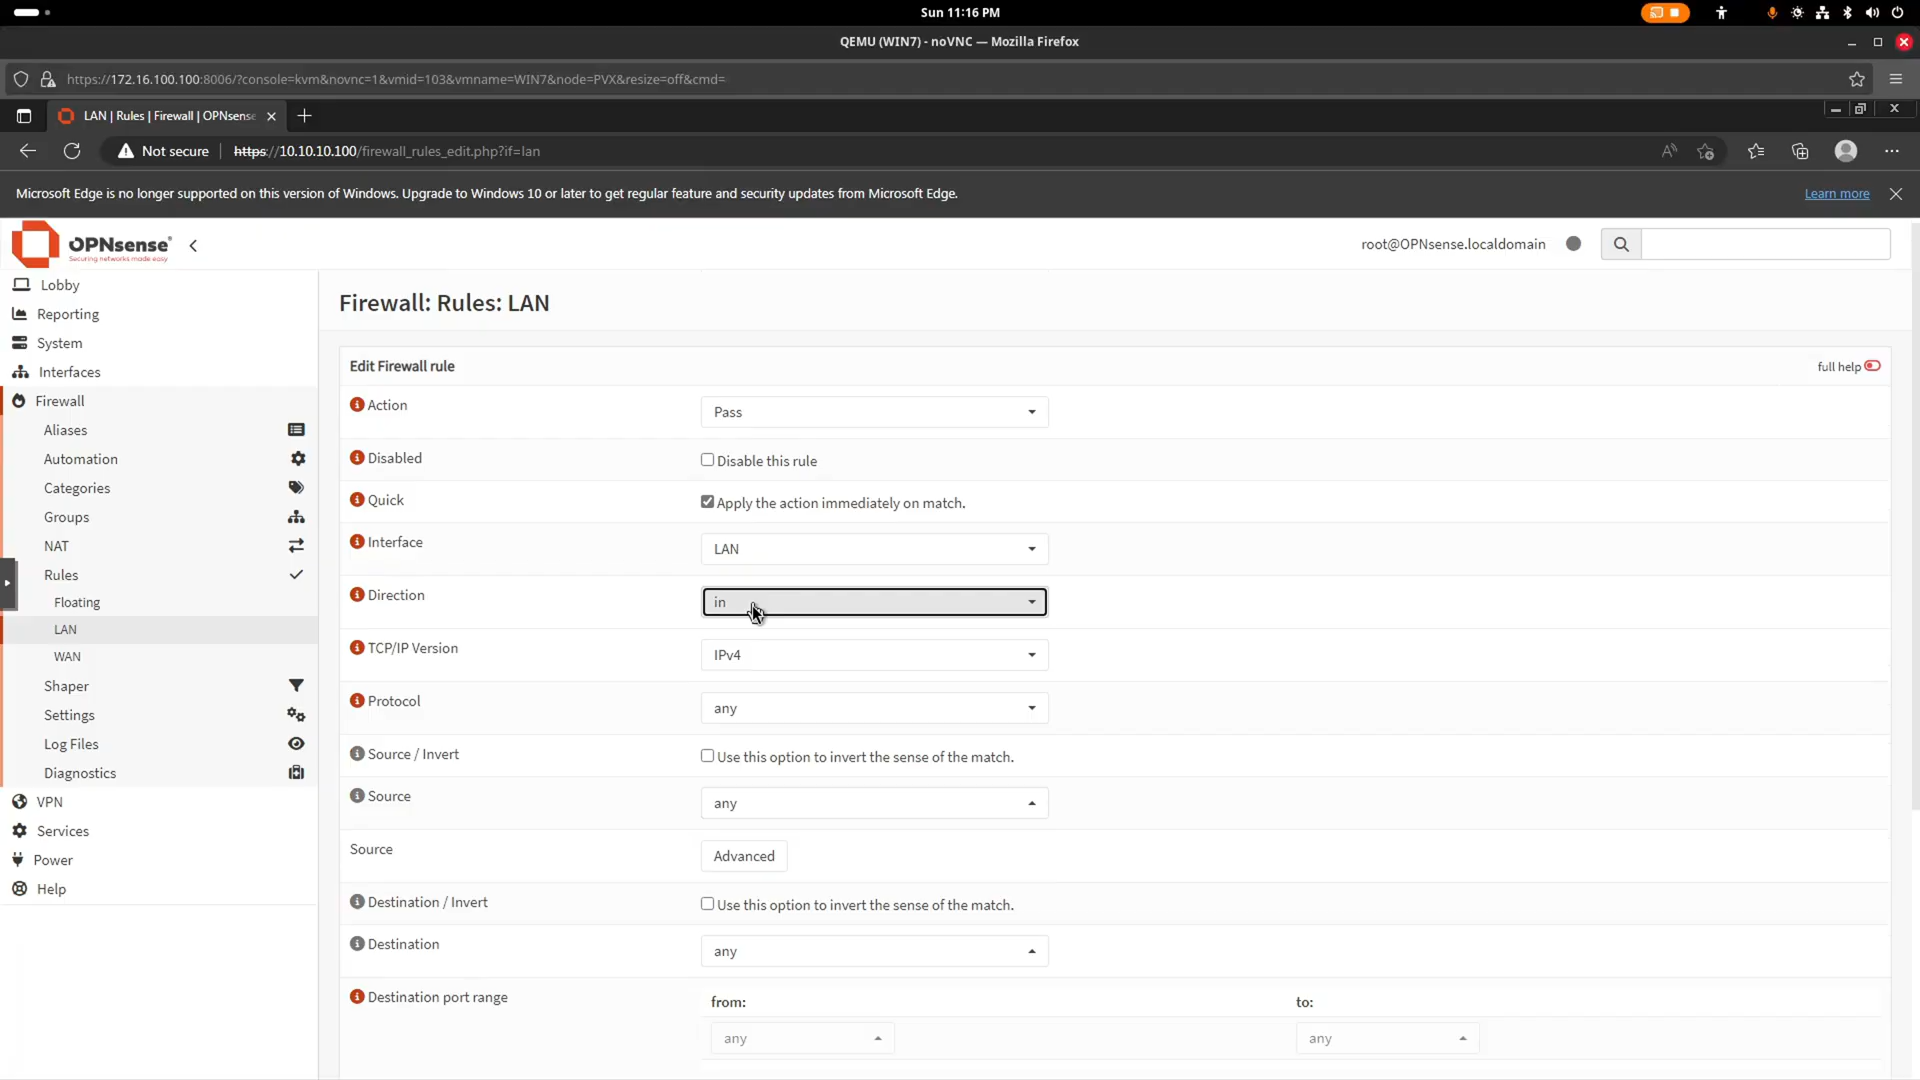 Sun 11:16 PM
QEMU (WIN7) - noVNC — Mozilla Firefox
https://172.16.100.100:8006/?console=kvm&novnc=1&vmid=103&vmname=WIN7&node=PVX&resize=off&cmd=
LAN | Rules | Firewall | OPNsense
Not secure
https://10.10.10.100/firewall_rules_edit.php?if=lan
Microsoft Edge is no longer supported on this version of Windows. Upgrade to Windows 10 or later to get regular feature and security updates from Microsoft Edge.
Learn more
OPNsense®
Securing networks made easy
root@OPNsense.localdomain
Lobby
Reporting
System
Interfaces
Firewall
Aliases
Automation
Categories
Groups
NAT
Rules
Floating
LAN
WAN
Shaper
Settings
Log Files
Diagnostics
VPN
Services
Power
Help
Firewall: Rules: LAN
Edit Firewall rule
full help
Action
Pass
Disabled
Disable this rule
Quick
Apply the action immediately on match.
Interface
LAN
Direction
in
TCP/IP Version
IPv4
Protocol
any
Source / Invert
Use this option to invert the sense of the match.
Source
any
Source
Advanced
Destination / Invert
Use this option to invert the sense of the match.
Destination
any
Destination port range
from:
to:
any
any